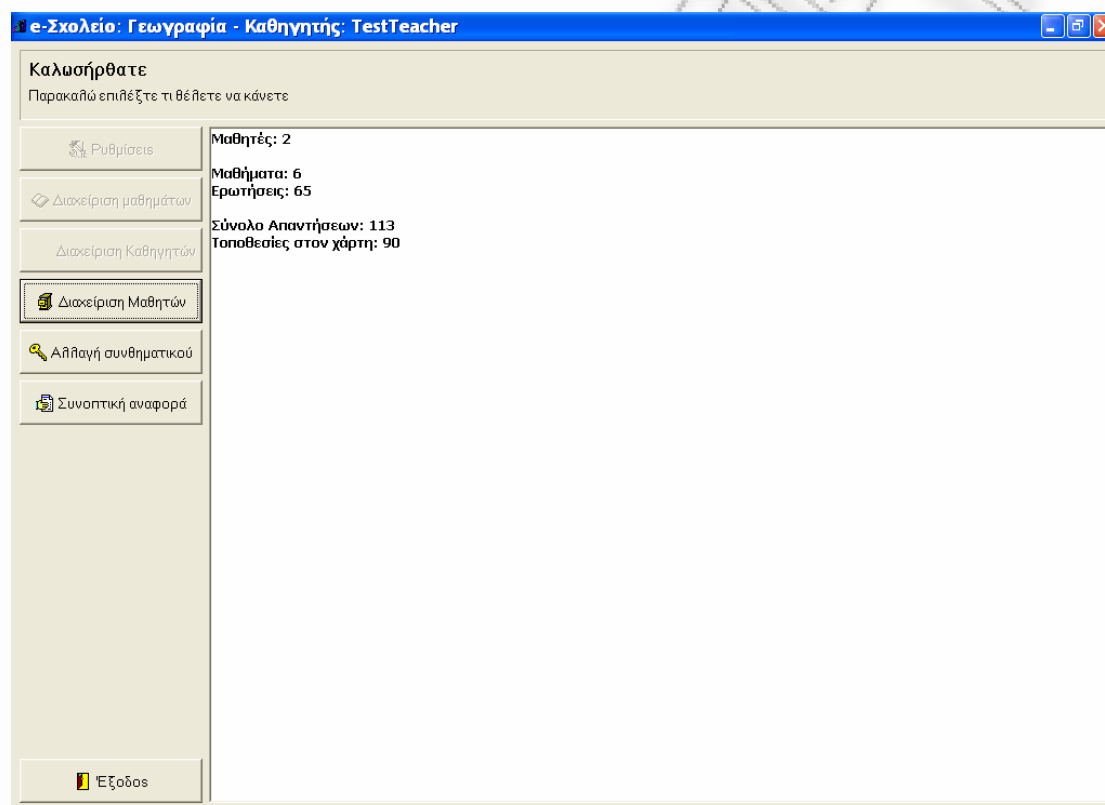 e-Σχολείο: Γεωγραφία - Καθηγητής: TestTeacher
Καλωσήρθατε
Παρακαλώ επιλέξτε τι θέλετε να κάνετε
Ρυθμίσεις
Διαχείριση μαθημάτων
Διαχείριση Καθηγητών
Διαχείριση Μαθητών
Αλλαγή συνθηματικού
Συνοπτική αναφορά
Έξοδος
Μαθητές: 2
Μαθήματα: 6
Ερωτήσεις: 65
Σύνολο Απαντήσεων: 113
Τοποθεσίες στον χάρτη: 90